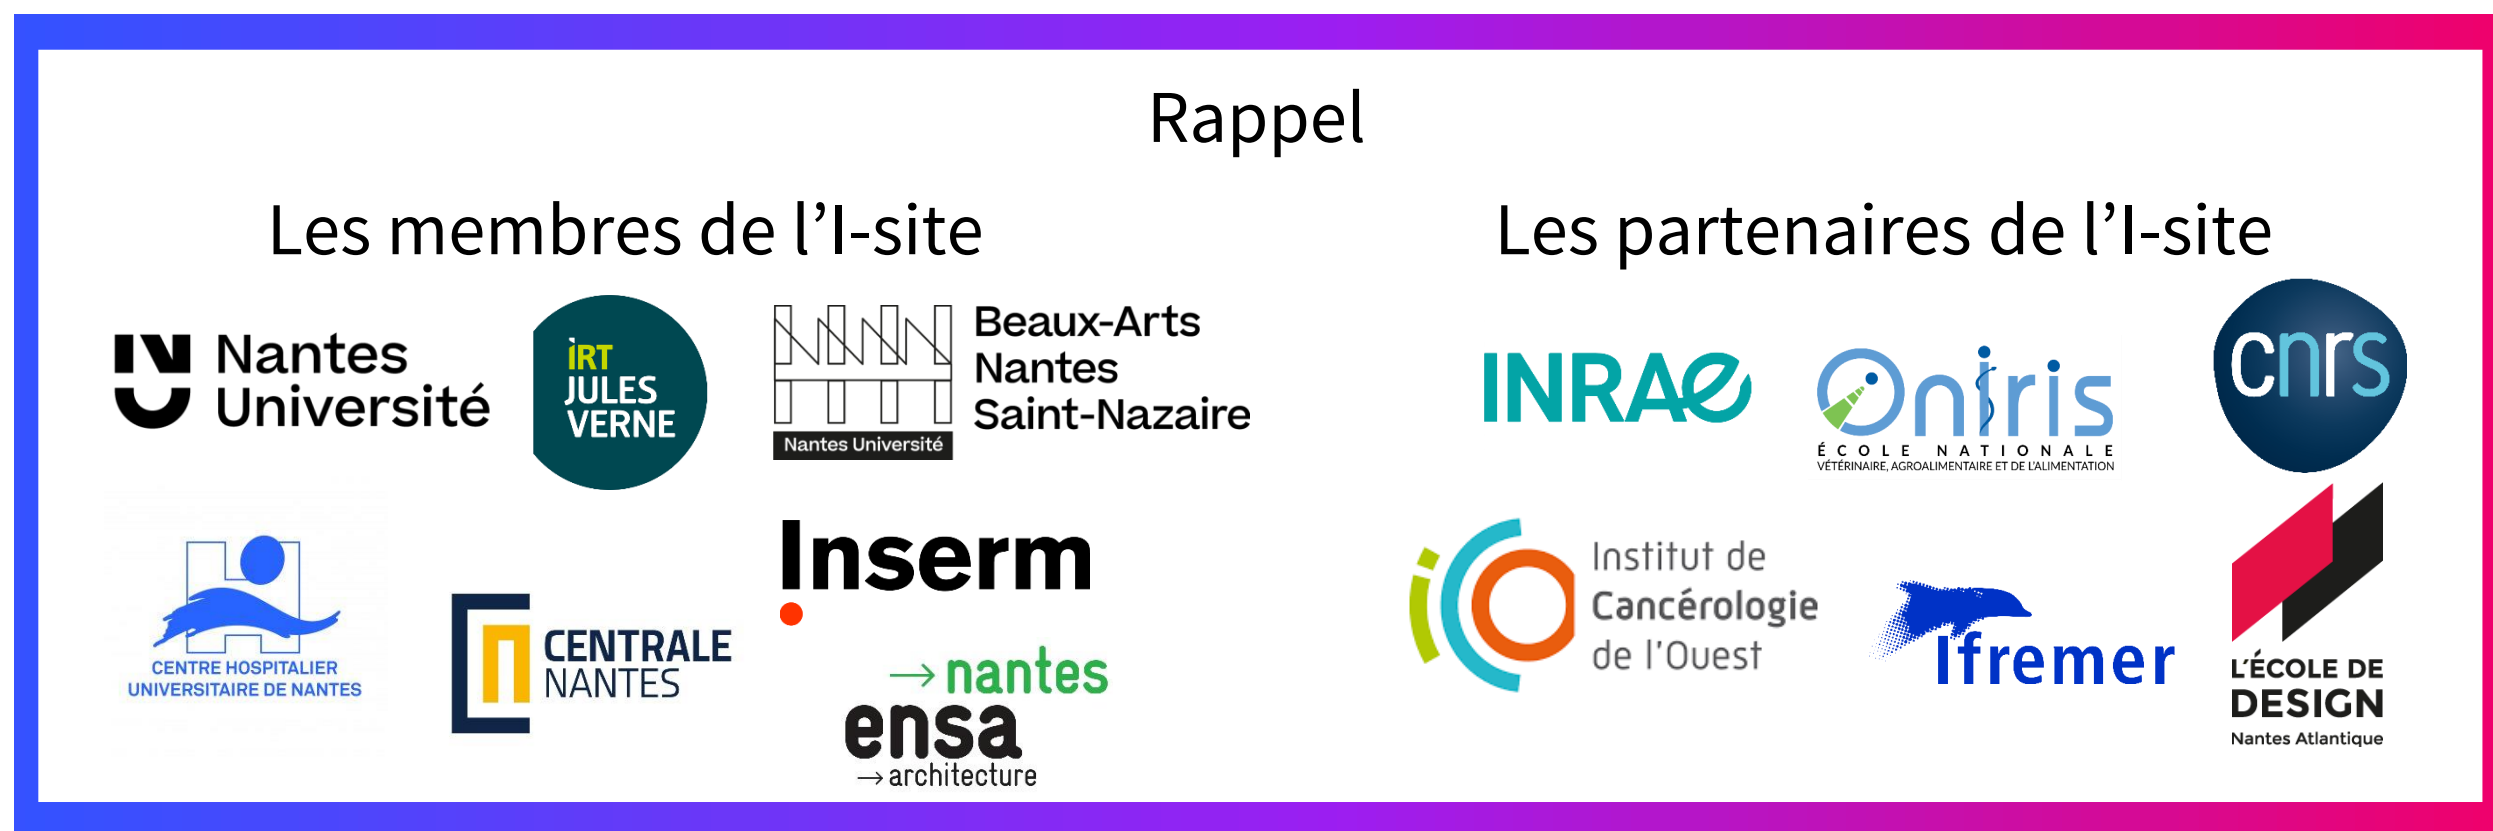 Rappel
Les membres de l’I-site
Nantes
Université
iRT
JULES
VERNE
Beaux-Arts
Nantes
Saint-Nazaire
Nantes Université
CENTRE HOSPITALIER
UNIVERSITAIRE DE NANTES
CENTRALE
NANTES
Inserm
→ nantes
ensa
→ architecture
Les partenaires de l’I-site
INRAE
Oniris
ÉCOLE NATIONALE
VÉTÉRINAIRE, AGROALIMENTAIRE ET DE L'ALIMENTATION
cnrs
Institut de
Cancérologie
de l'Ouest
Ifremer
L'ÉCOLE DE
DESIGN
Nantes Atlantique